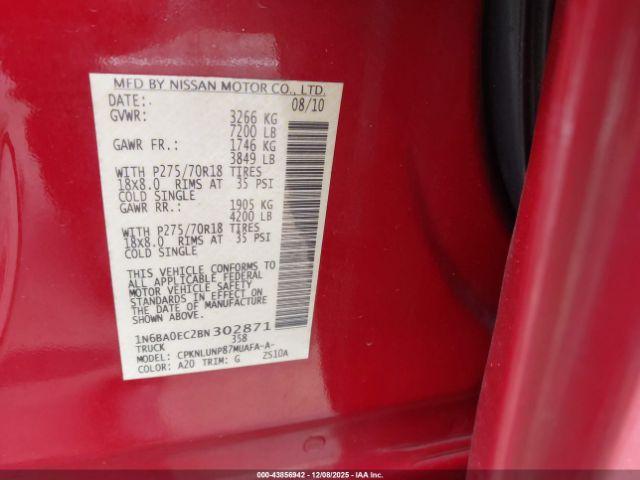 MFD BY NISSAN MOTOR CO., LTD.
DATE: 08/10
GVWR: 3266 KG
7200 LB
GAWR FR.: 1746 KG
3849 LB
WITH P275/70R18 TIRES
18X8.0 RIMS AT 35 PSI
COLD SINGLE
GAWR RR.: 1905 KG
4200 LB
WITH P275/70R18 TIRES
18X8.0 RIMS AT 35 PSI
COLD SINGLE
THIS VEHICLE CONFORMS TO
ALL APPLICABLE FEDERAL
MOTOR VEHICLE SAFETY
STANDARDS IN EFFECT ON
THE DATE OF MANUFACTURE
SHOWN ABOVE.
1N6BA0EC2BN302871
TRUCK 358
MODEL: CPKNLUNP87MUAFA-A-
COLOR: A20 TRIM: G ZS10A
000-43856942 - 12/08/2025 - IAAI.com